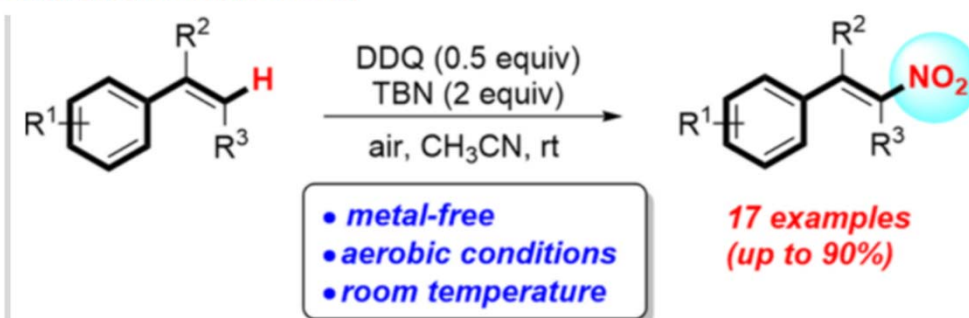 R² H
R¹ R³
DDQ (0.5 equiv)
TBN (2 equiv)
air, CH₃CN, rt
R² NO₂
R¹ R³
• metal-free
• aerobic conditions
• room temperature
17 examples
(up to 90%)